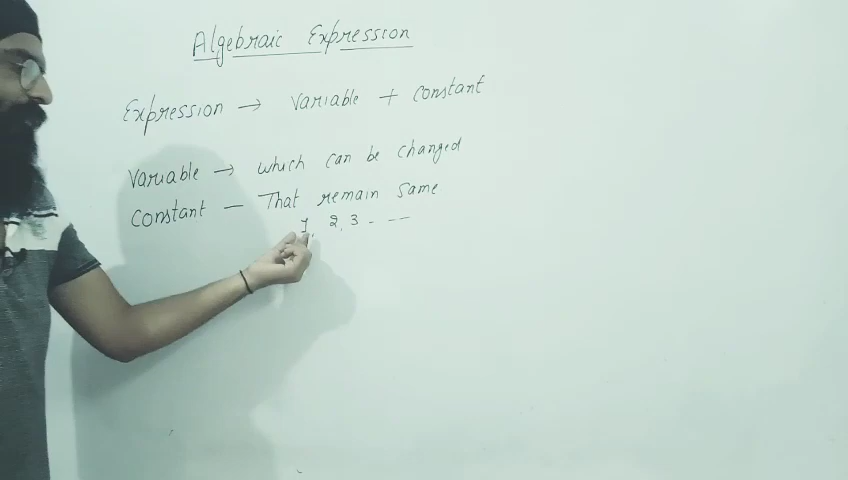 Algebraic Expression
Expression → Variable + constant
Variable → which can be changed
constant - That remain same
1, 2, 3 - - -